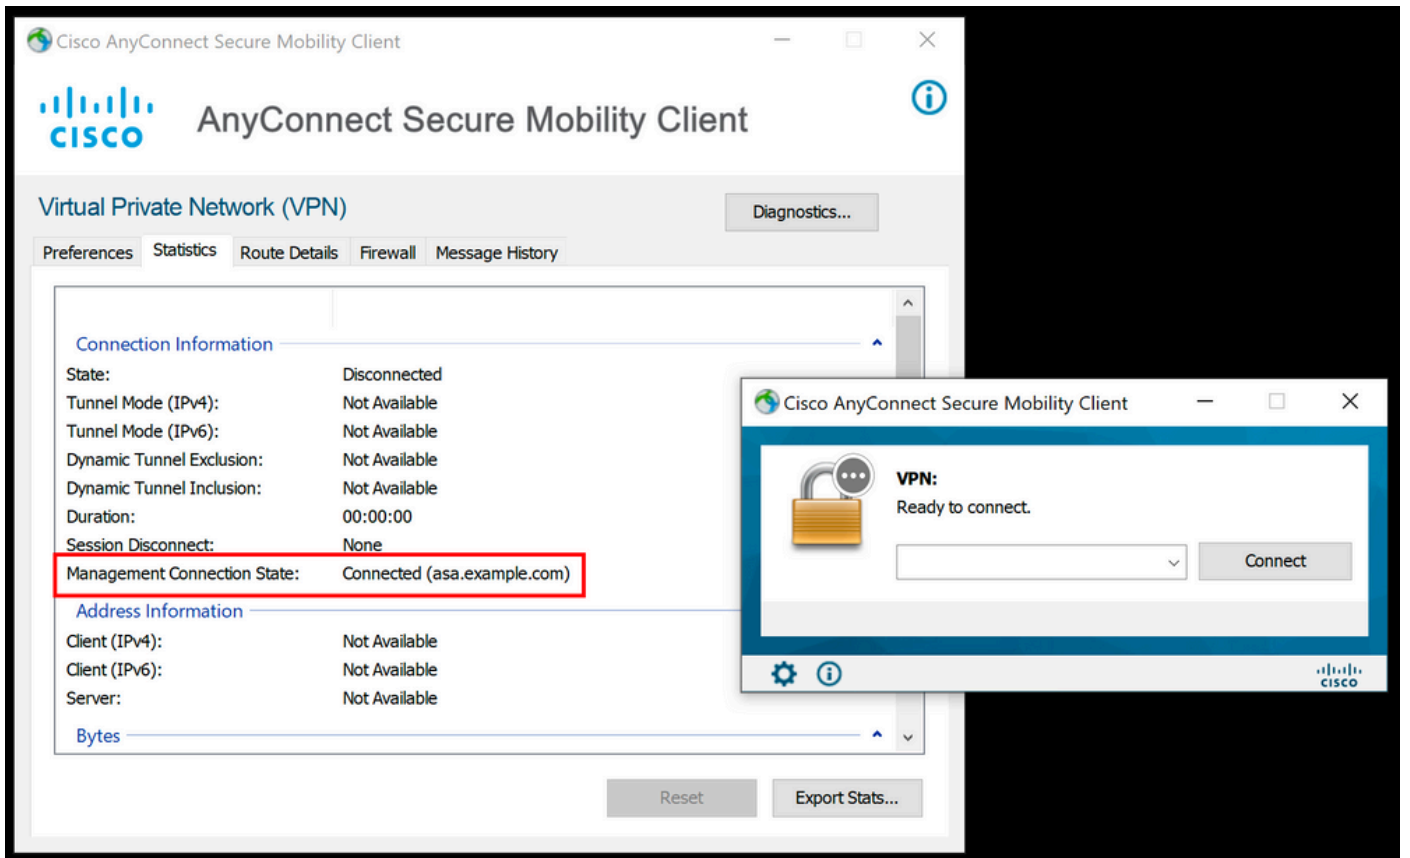 Cisco AnyConnect Secure Mobility Client
CISCO
AnyConnect Secure Mobility Client
Virtual Private Network (VPN)
Diagnostics...
Preferences Statistics Route Details Firewall Message History
Connection Information
State: Disconnected
Tunnel Mode (IPv4): Not Available
Tunnel Mode (IPv6): Not Available
Dynamic Tunnel Exclusion: Not Available
Dynamic Tunnel Inclusion: Not Available
Duration: 00:00:00
Session Disconnect: None
Management Connection State: Connected (asa.example.com)
Address Information
Client (IPv4): Not Available
Client (IPv6): Not Available
Server: Not Available
Bytes
Reset Export Stats...
Cisco AnyConnect Secure Mobility Client
VPN:
Ready to connect.
Connect
CISCO